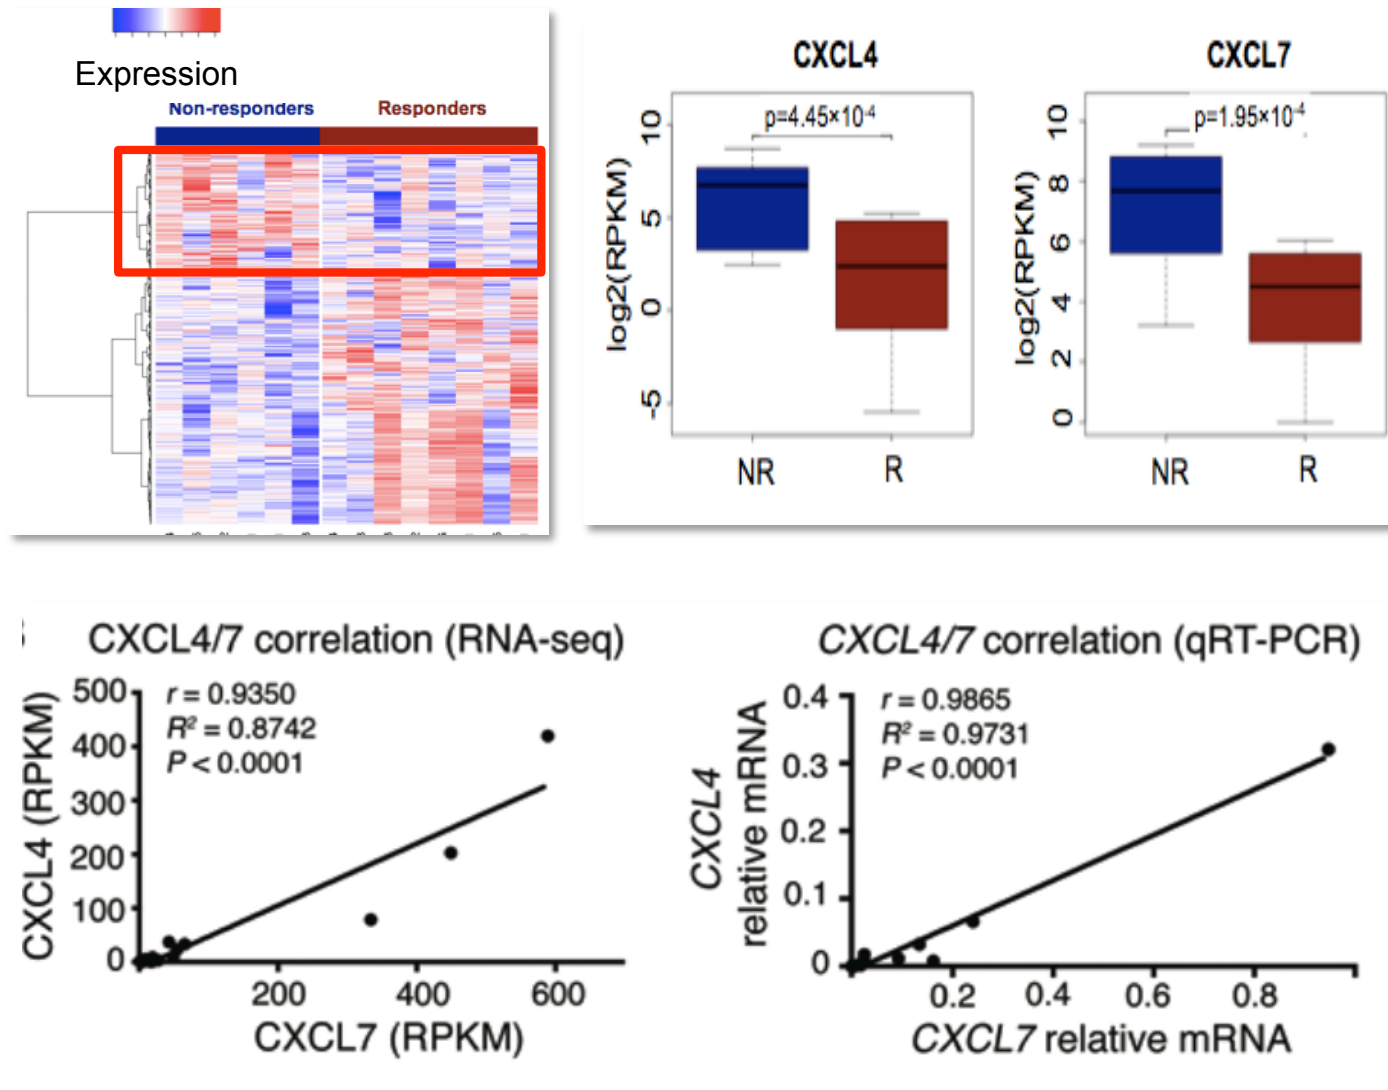 Expression
Non-responders Responders
CXCL4
p=4.45×10-4
log2(RPKM)
10
5
0
-5
NR R
CXCL7
p=1.95×10-4
log2(RPKM)
10
8
6
4
2
0
NR R
CXCL4/7 correlation (RNA-seq)
r = 0.9350
R2 = 0.8742
P < 0.0001
CXCL4 (RPKM)
500
400
300
200
100
0
200 400 600
CXCL7 (RPKM)
CXCL4/7 correlation (qRT-PCR)
r = 0.9865
R2 = 0.9731
P < 0.0001
CXCL4
relative mRNA
0.4
0.3
0.2
0.1
0
0.2 0.4 0.6 0.8
CXCL7 relative mRNA